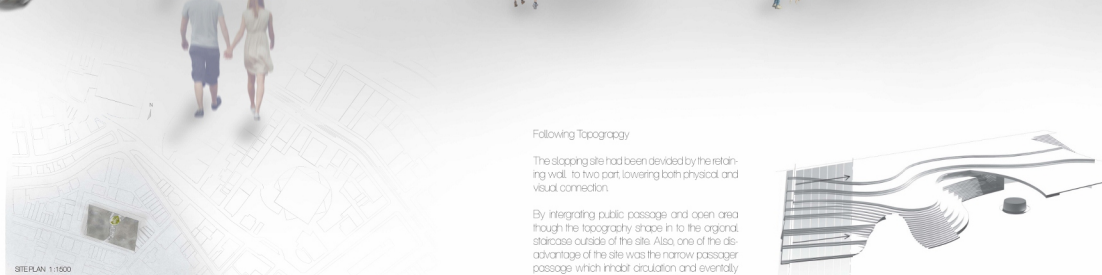 N
Following Topograpgy
The slopping site had been devided by the retain-
ing wall, to two part, lowering both physical and
visual connection.
By intergrating public passage and open area
though the topography shape in to the orgional
staircase outside of the site. Also, one of the dis-
advantage of the site was the narrow passager
passage which inhabit circulation and eventally
SITE PLAN 1:1500